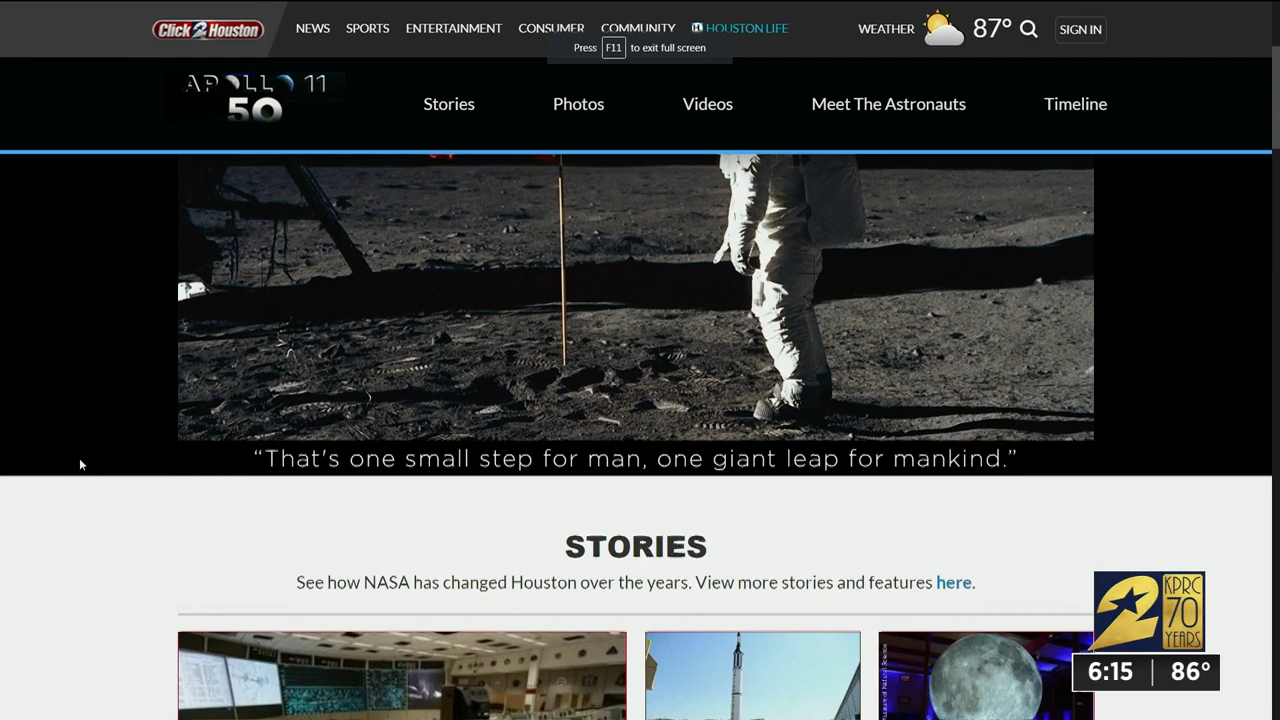 Click2Houston
NEWS SPORTS ENTERTAINMENT CONSUMER COMMUNITY H HOUSTON LIFE WEATHER 87° SIGN IN
Press F11 to exit full screen
APOLLO 11
50
Stories Photos Videos Meet The Astronauts Timeline
“That's one small step for man, one giant leap for mankind.”
STORIES
See how NASA has changed Houston over the years. View more stories and features here.
2 KPRC
70
YEARS
6:15 86°